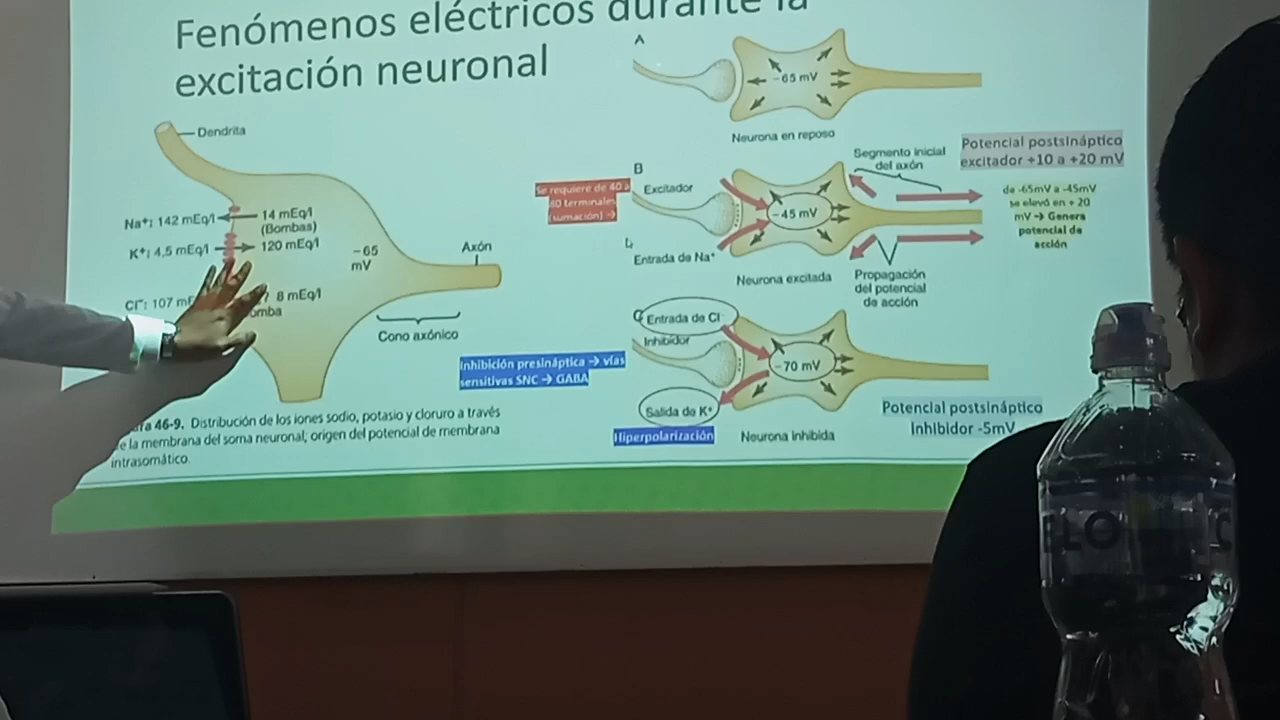 Fenómenos eléctricos durante la
excitación neuronal
Dendrita
Na⁺: 142 mEq/l
14 mEq/l
(Bombas)
K⁺: 4,5 mEq/l
120 mEq/l
-65
mV
Axón
Cl⁻: 107
8 mEq/l
Cono axónico
46-9. Distribución de los iones sodio, potasio y cloruro a través
la membrana del soma neuronal; origen del potencial de membrana
intrasomático.
Inhibición presináptica → vías
sensitivas SNC → GABA
A
-65 mV
Neurona en reposo
B
Se requiere de 40 a
60 terminales
(sumación) →
Excitador
-45 mV
Entrada de Na⁺
Neurona excitada
Segmento inicial
del axón
Propagación
del potencial
de acción
Potencial postsináptico
excitador +10 a +20 mV
de -65mV a -45mV
se elevó en + 20
mV → Genera
potencial de
acción
C
Entrada de Cl⁻
Inhibidor
-70 mV
Salida de K⁺
Hiperpolarización
Neurona inhibida
Potencial postsináptico
Inhibidor -5mV